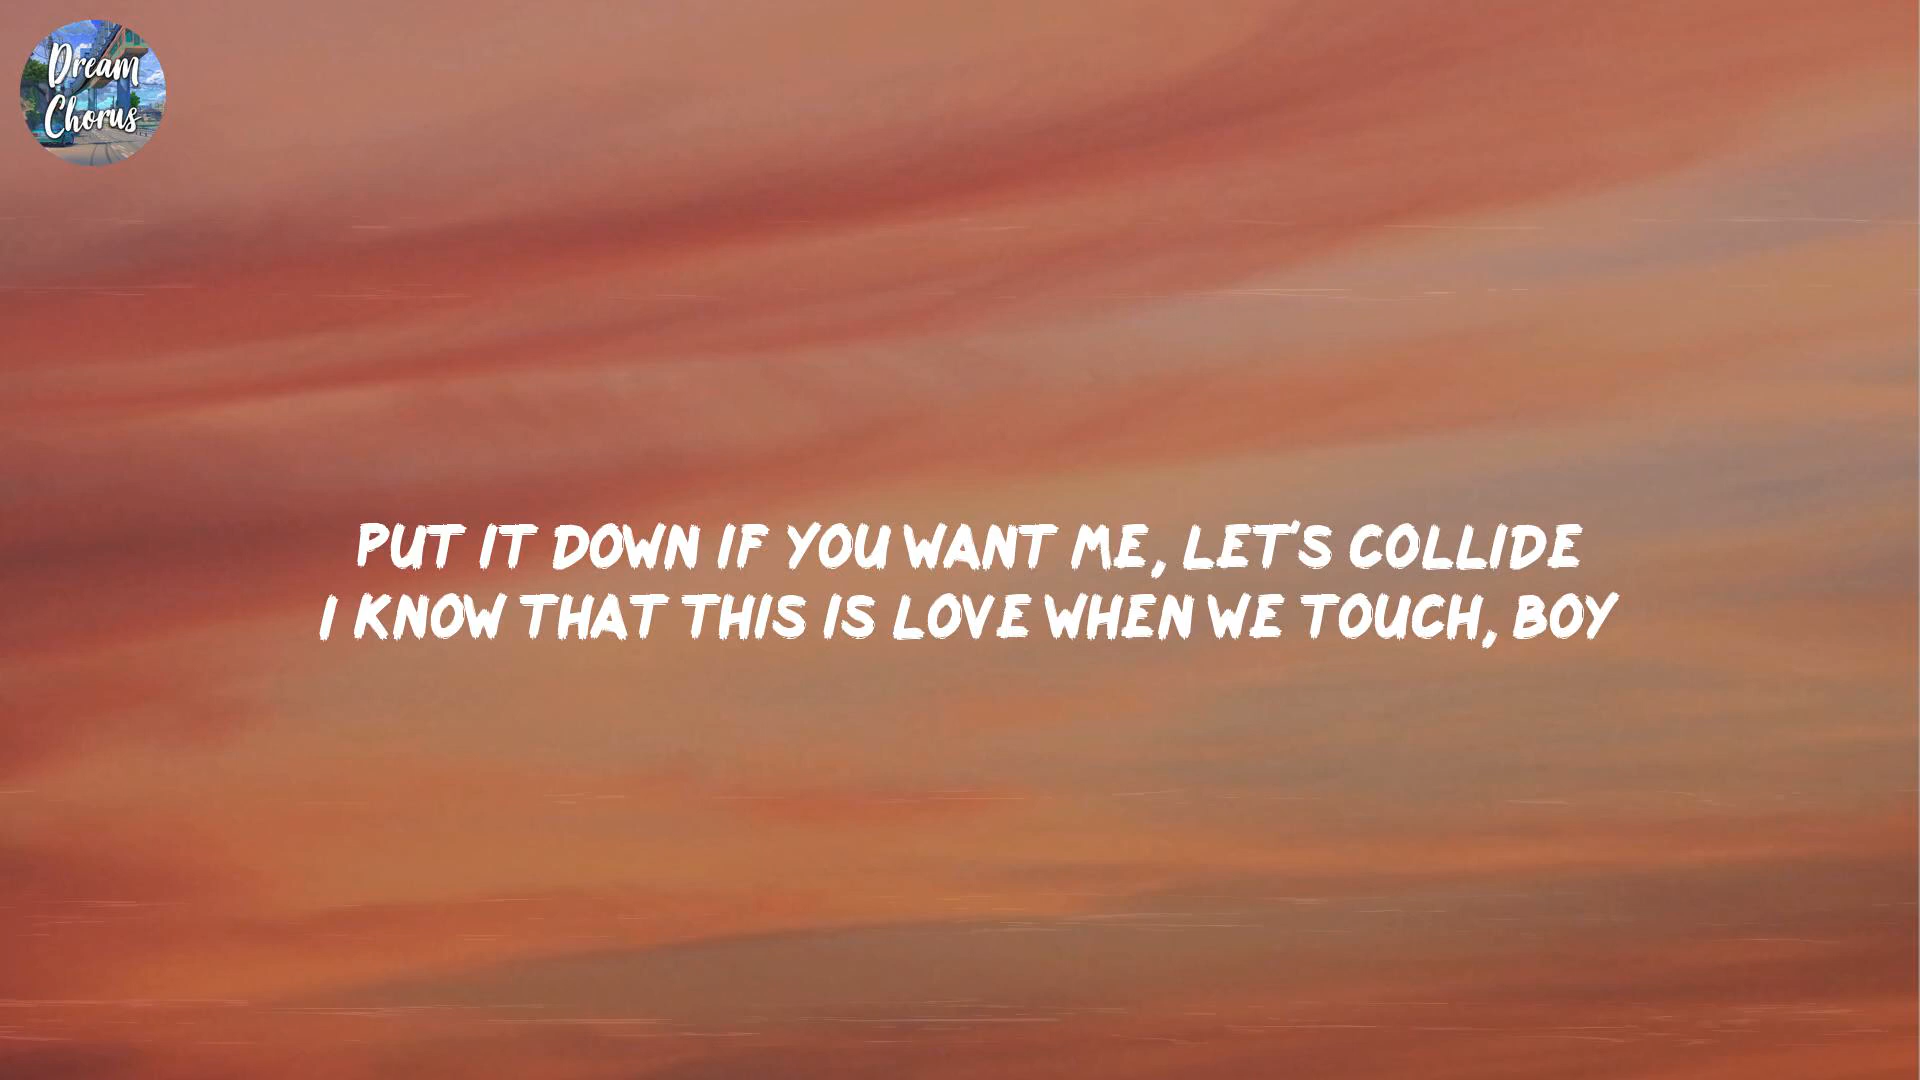 Dream
Chorus
PUT IT DOWN IF YOU WANT ME, LET'S COLLIDE
I KNOW THAT THIS IS LOVE WHEN WE TOUCH, BOY